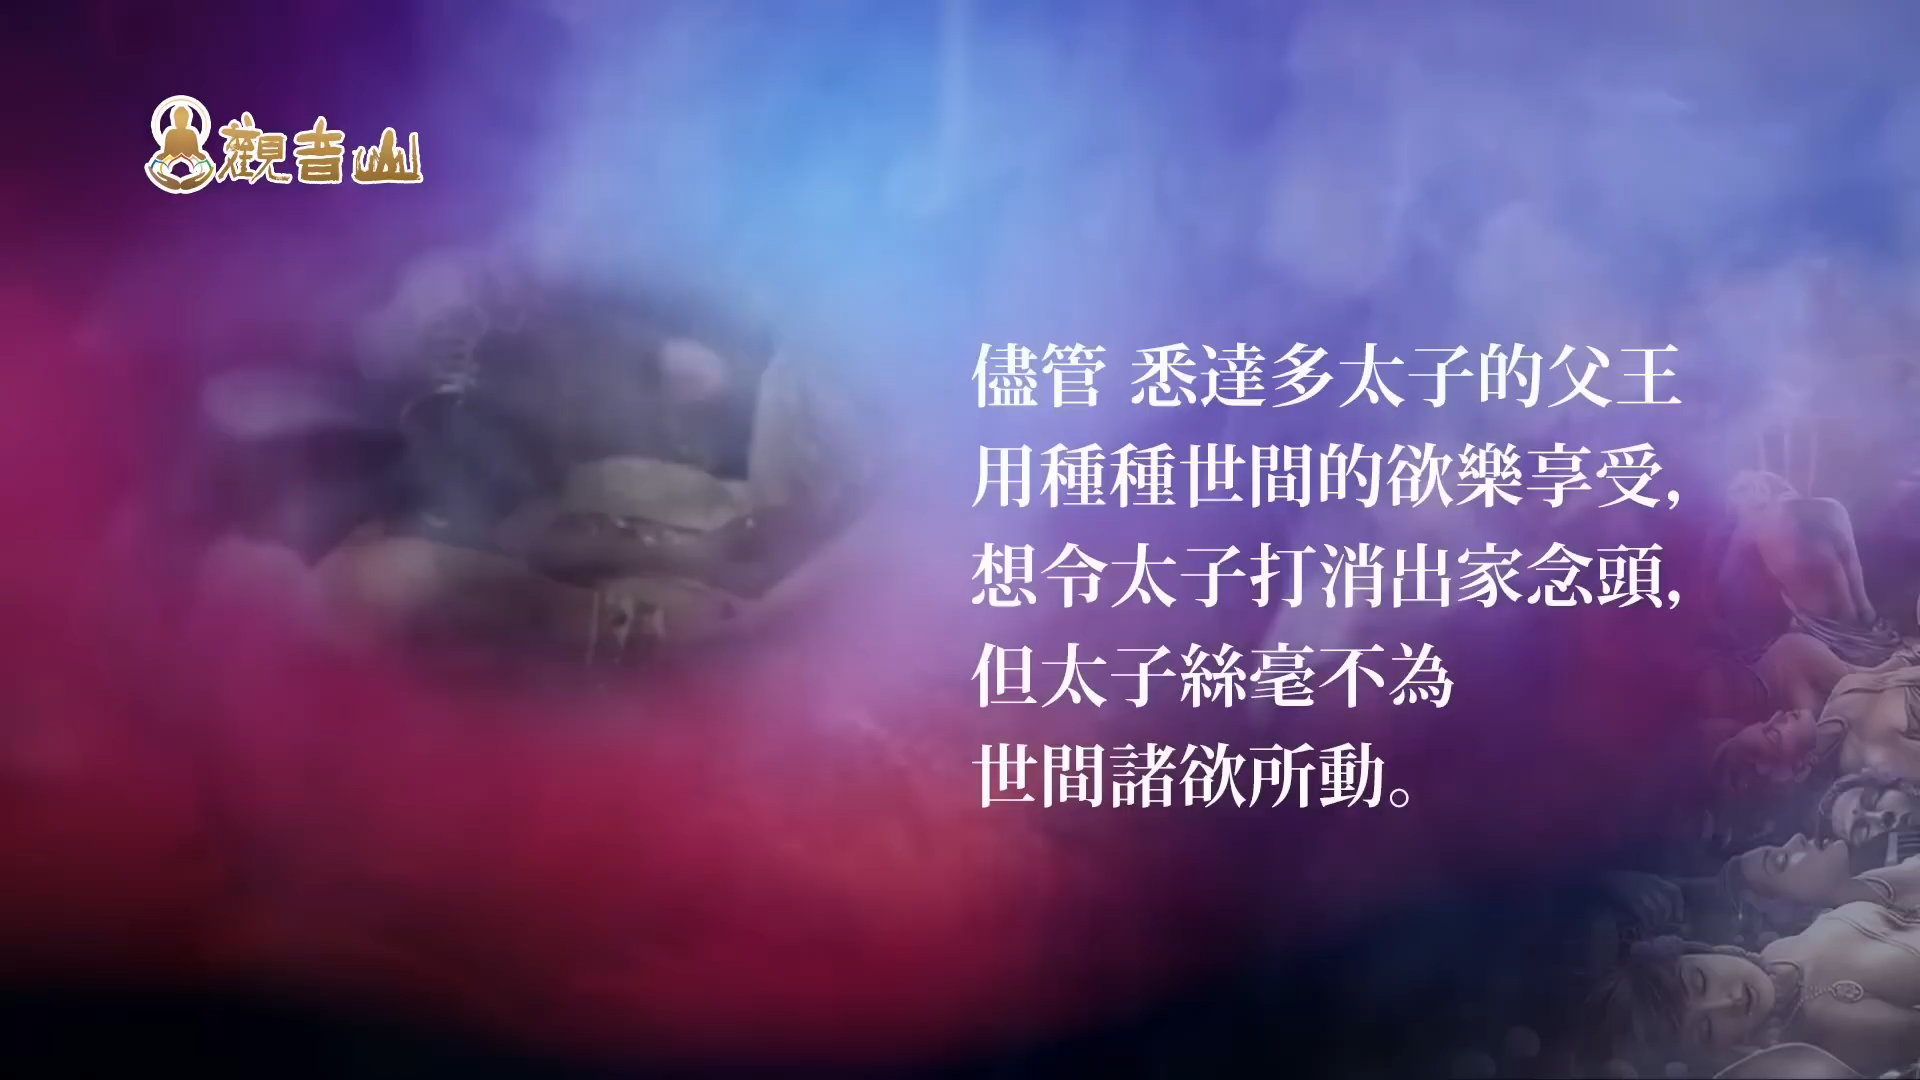 觀音山
儘管 悉達多太子的父王
用種種世間的欲樂享受,
想令太子打消出家念頭,
但太子絲毫不為
世間諸欲所動。